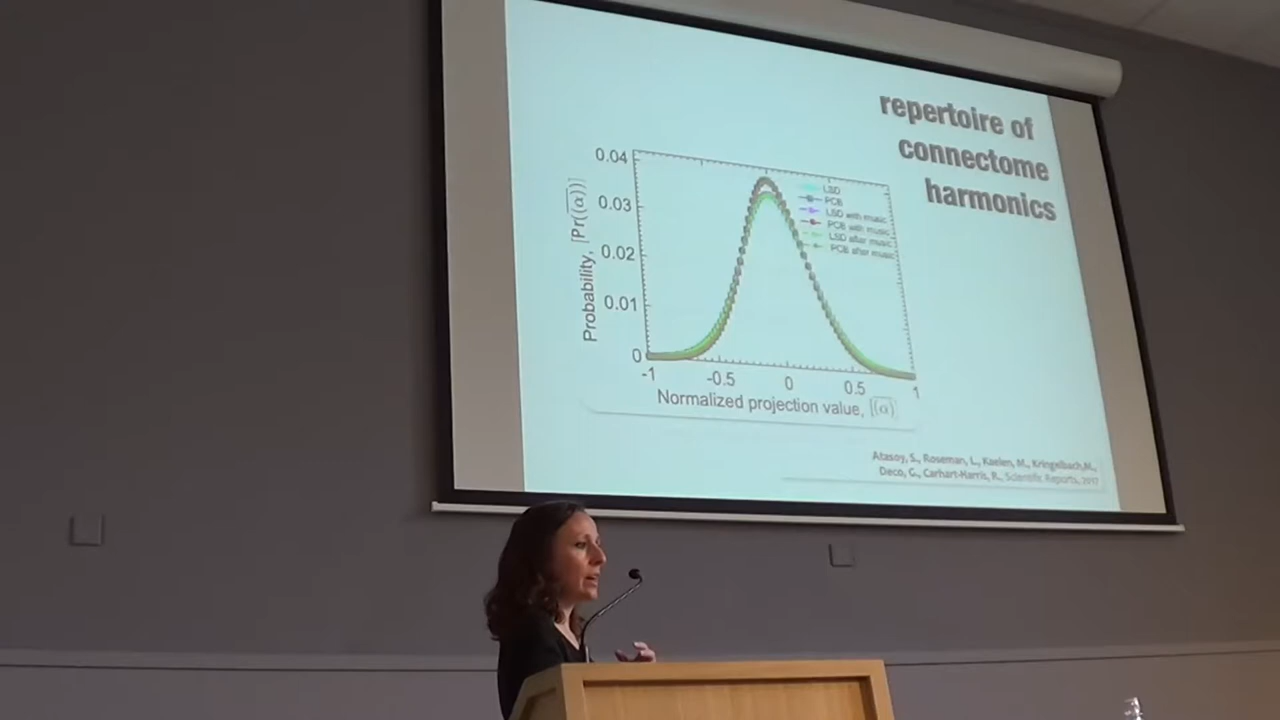 repertoire of
connectome
harmonics
0.04
0.03
0.02
0.01
0
Probability, [Pr(⟨α⟩)]
LSD
PCB
LSD with music
PCB with music
LSD after music
PCB after music
-1
-0.5
0
0.5
1
Normalized projection value, [⟨α⟩]
Atasoy, S., Roseman, L., Kaelen, M., Kringelbach,M.,
Deco, G., Carhart-Harris, R., Scientific Reports, 2017